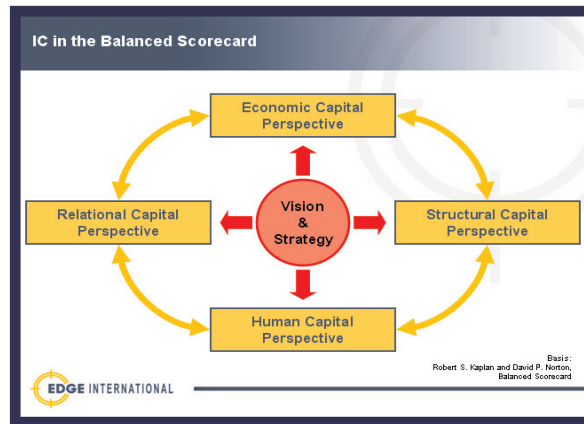 IC in the Balanced Scorecard
Economic Capital
Perspective
Relational Capital
Perspective
Vision
&
Strategy
Structural Capital
Perspective
Human Capital
Perspective
Basis:
Robert S. Kaplan and David P. Norton,
Balanced Scorecard
EDGE INTERNATIONAL